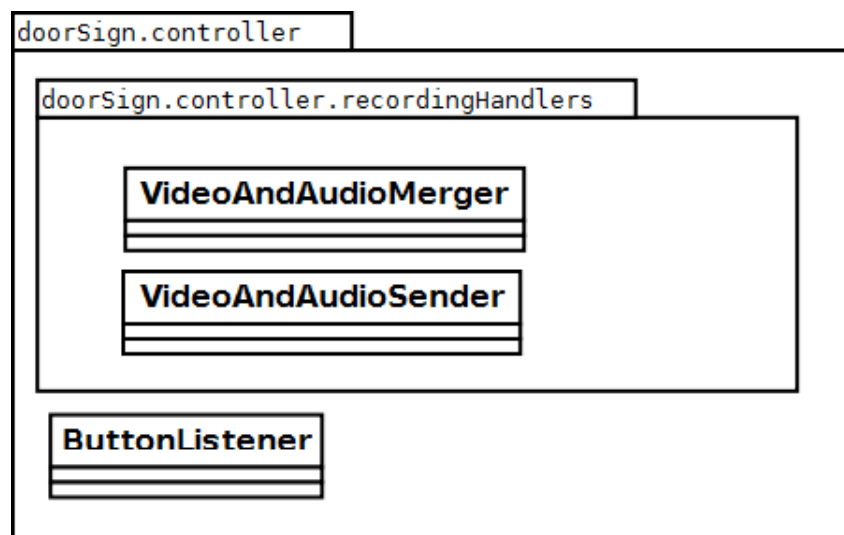 doorSign.controller
doorSign.controller.recordingHandlers
VideoAndAudioMerger
VideoAndAudioSender
ButtonListener